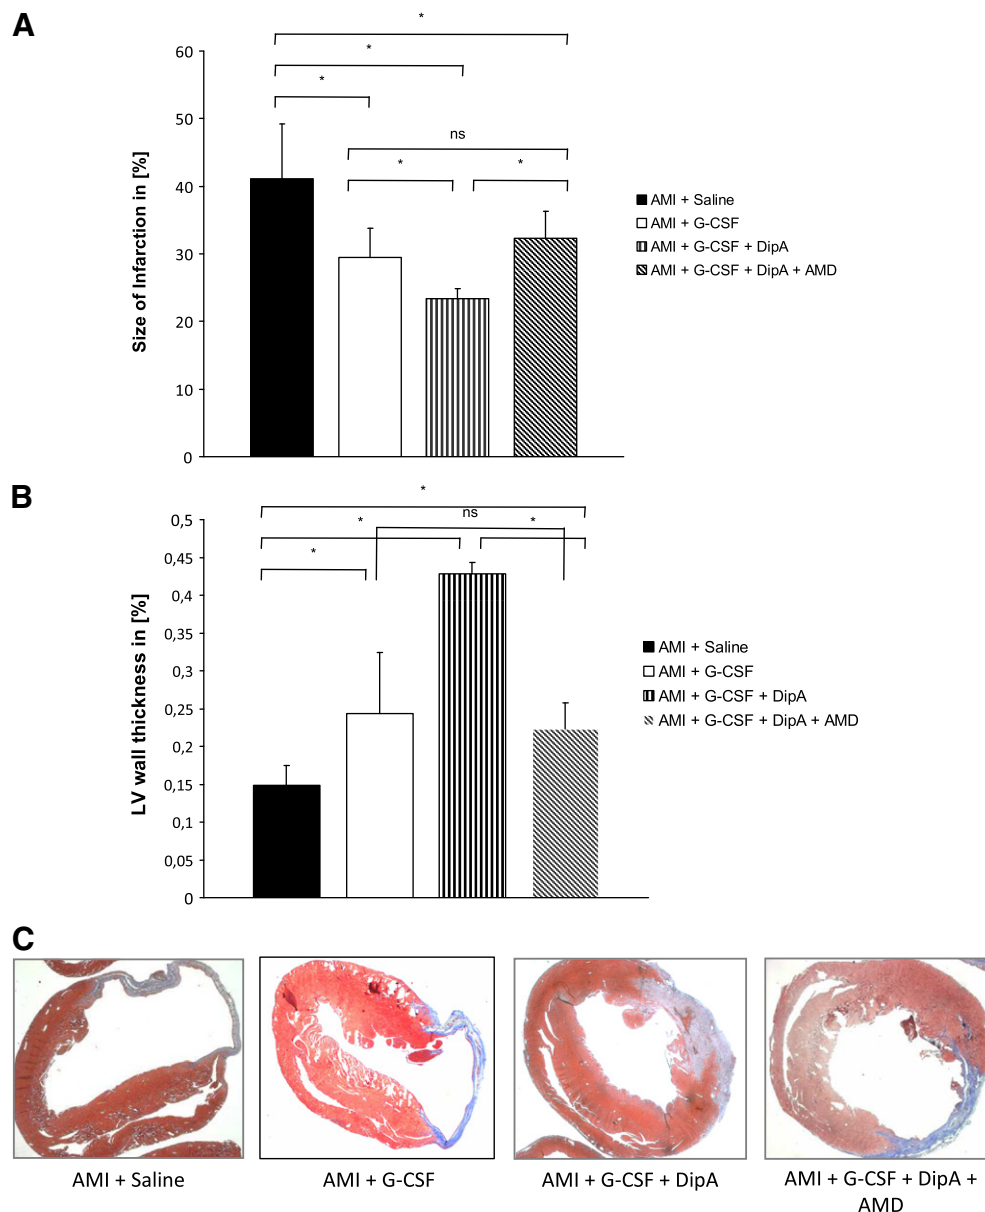 A
*
*
*
ns
*
*
60
50
40
30
20
10
0
Size of Infarction in [%]
AMI + Saline
AMI + G-CSF
AMI + G-CSF + DipA
AMI + G-CSF + DipA + AMD
B
*
*
ns
*
*
0,5
0,45
0,4
0,35
0,3
0,25
0,2
0,15
0,1
0,05
0
LV wall thickness in [%]
AMI + Saline
AMI + G-CSF
AMI + G-CSF + DipA
AMI + G-CSF + DipA + AMD
C
AMI + Saline
AMI + G-CSF
AMI + G-CSF + DipA
AMI + G-CSF + DipA +
AMD